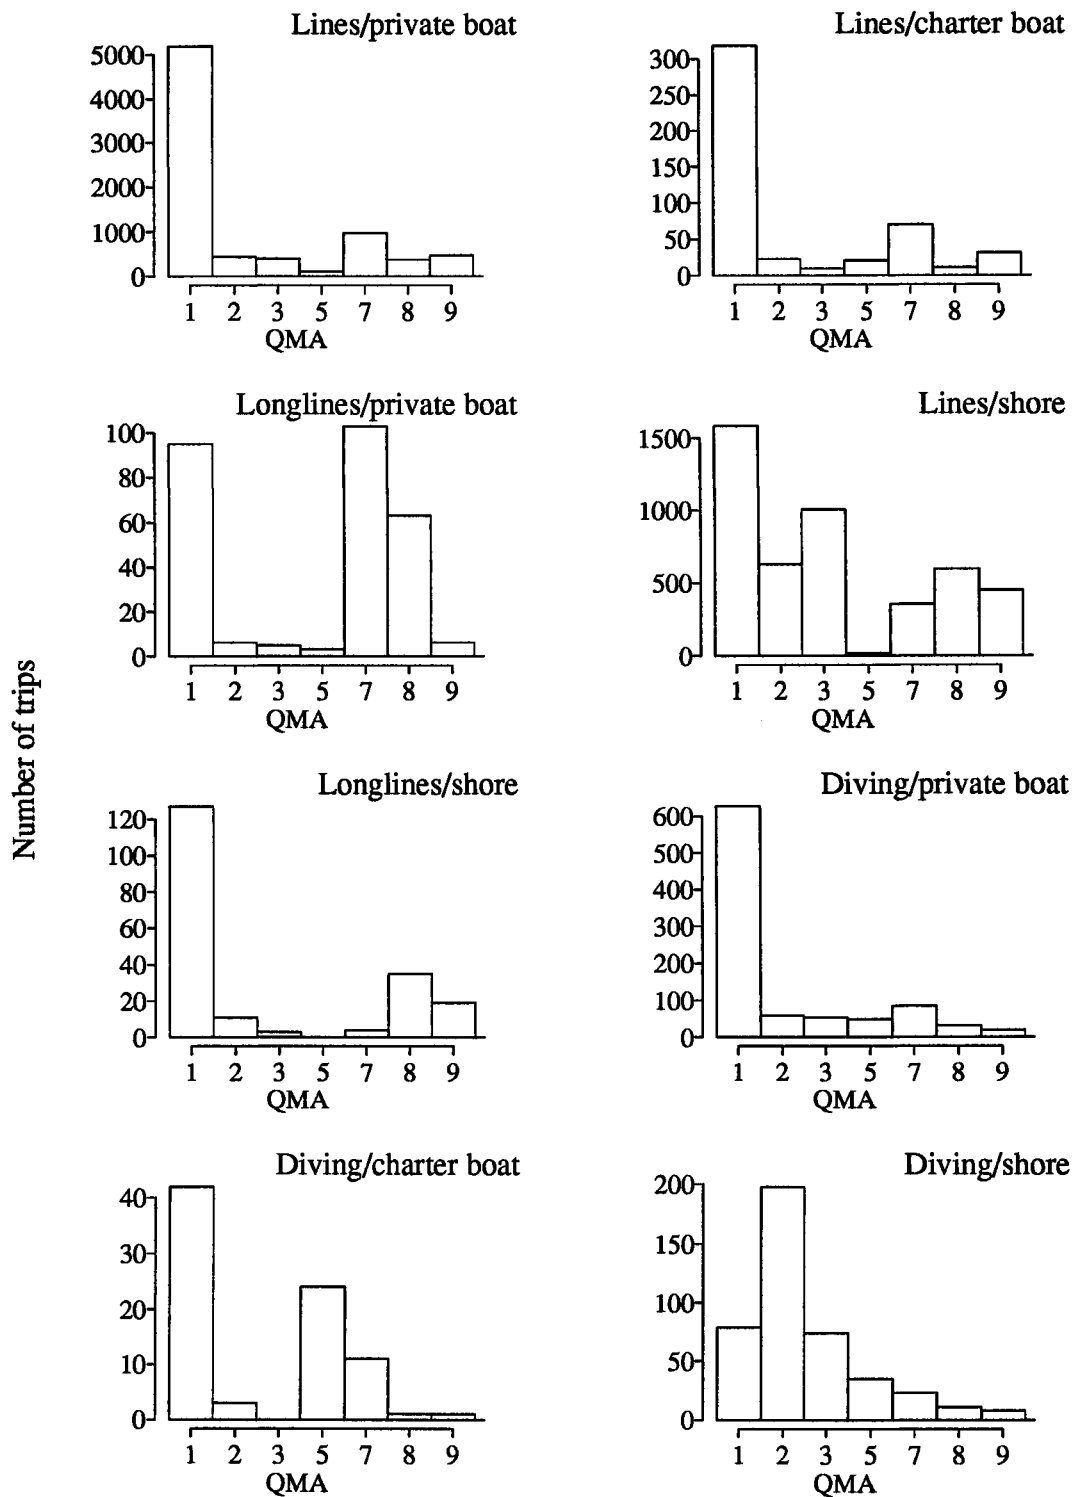 Number of trips
Lines/private boat
5000
4000
3000
2000
1000
0
1 2 3 5 7 8 9
QMA
Lines/charter boat
300
250
200
150
100
50
0
1 2 3 5 7 8 9
QMA
Longlines/private boat
100
80
60
40
20
0
1 2 3 5 7 8 9
QMA
Lines/shore
1500
1000
500
0
1 2 3 5 7 8 9
QMA
Longlines/shore
120
100
80
60
40
20
0
1 2 3 5 7 8 9
QMA
Diving/private boat
600
500
400
300
200
100
0
1 2 3 5 7 8 9
QMA
Diving/charter boat
40
30
20
10
0
1 2 3 5 7 8 9
QMA
Diving/shore
200
150
100
50
0
1 2 3 5 7 8 9
QMA